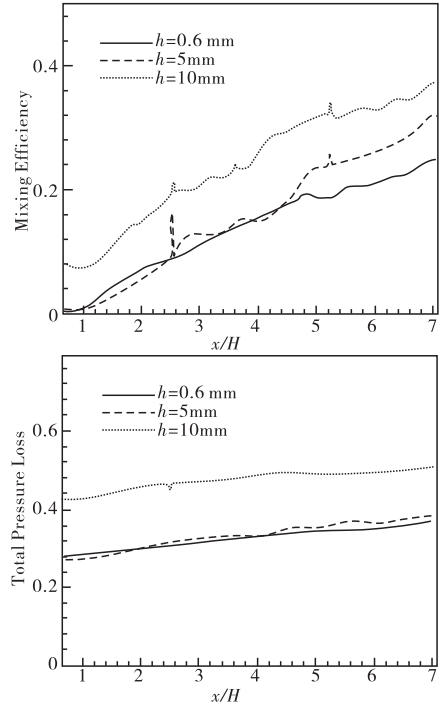 0.4
h=0.6 mm
h=5mm
h=10mm
Mixing Efficiency
0.2
0
1 2 3 4 5 6 7
x/H
h=0.6 mm
h=5mm
h=10mm
0.6
Total Pressure Loss
0.4
0.2
0
1 2 3 4 5 6 7
x/H